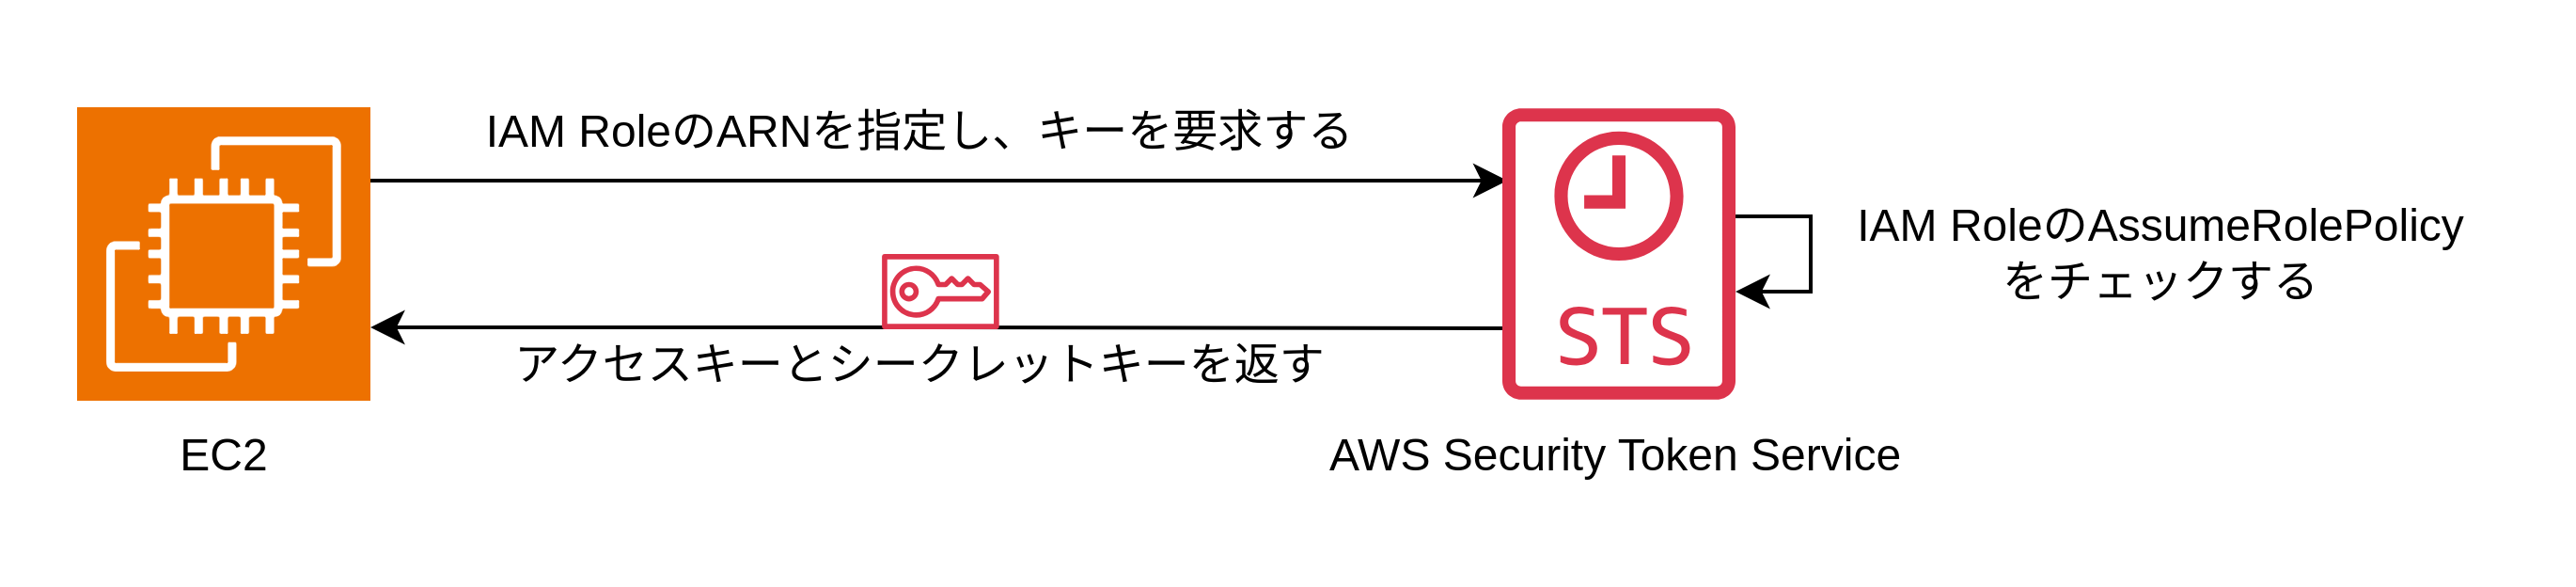 IAM RoleのARNを指定し、キーを要求する
IAM RoleのAssumeRolePolicy
をチェックする
アクセスキーとシークレットキーを返す
STS
EC2
AWS Security Token Service